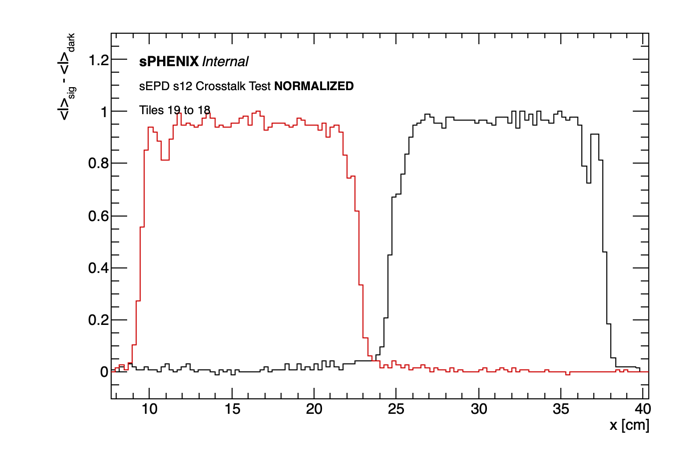 <I>sig - <I>dark
sPHENIX Internal
sEPD s12 Crosstalk Test NORMALIZED
Tiles 19 to 18
1.2
1
0.8
0.6
0.4
0.2
0
10 15 20 25 30 35 40
x [cm]